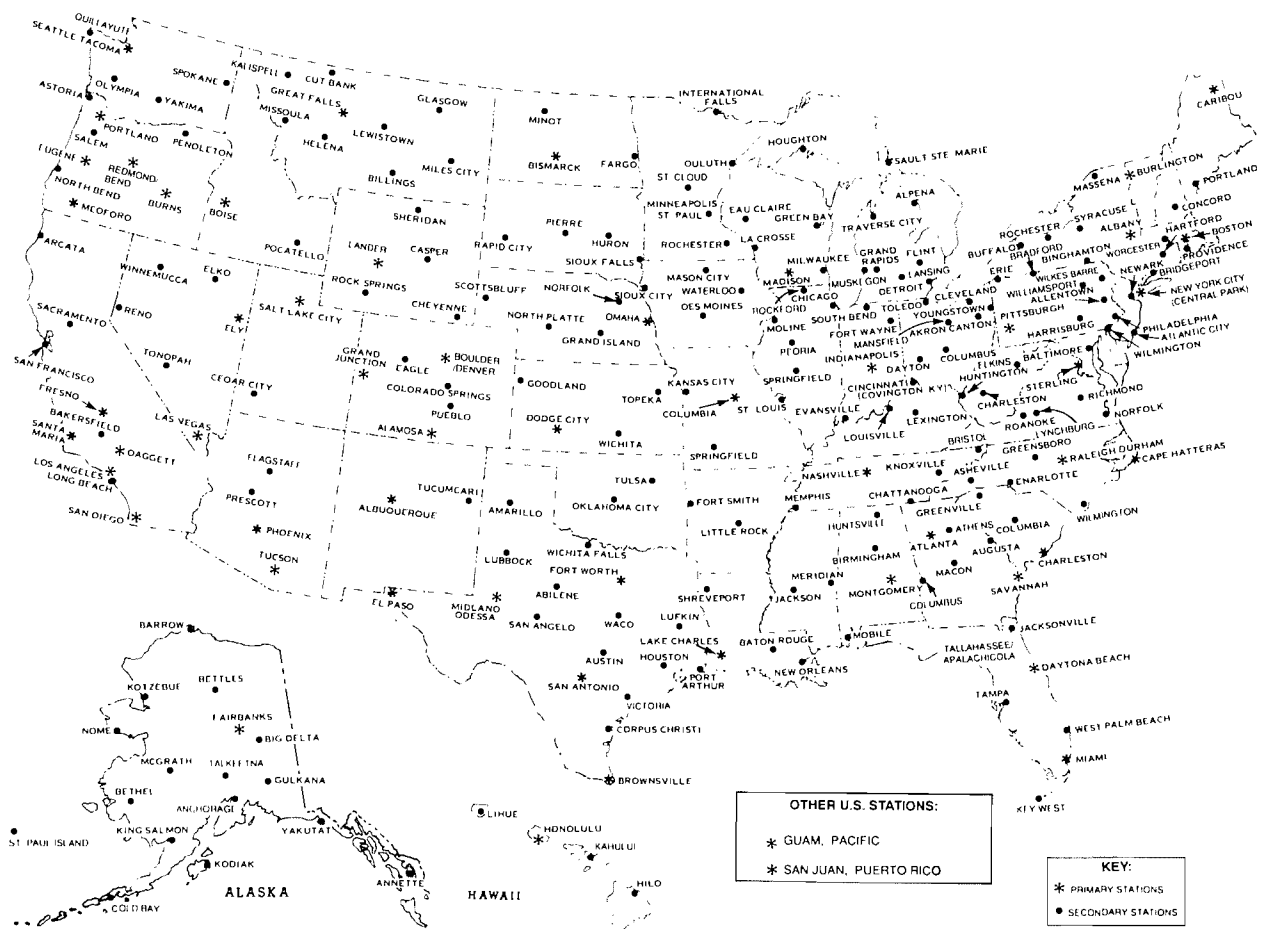 QUILLAYUTE
SEATTLE TACOMA
SPOKANE
KALISPELL
CUT BANK
GREAT FALLS
MISSOULA
GLASGOW
MINOT
INTERNATIONAL
FALLS
CARIBOU
ASTORIA
OLYMPIA
YAKIMA
HELENA
LEWISTOWN
PORTLAND
SALEM
PENDLETON
BISMARCK
FARGO
OULUTH
HOUGHTON
SAULT STE MARIE
EUGENE
REDMOND/
BEND
NORTH BEND
BURNS
MEOFORO
BOISE
BILLINGS
MILES CITY
ST CLOUD
MINNEAPOLIS
ST PAUL
EAU CLAIRE
GREEN BAY
ALPENA
TRAVERSE CITY
MASSENA
BURLINGTON
PORTLAND
CONCORD
ARCATA
WINNEMUCCA
ELKO
POCATELLO
SHERIDAN
LANDER
CASPER
RAPID CITY
PIERRE
HURON
SIOUX FALLS
ROCHESTER
LA CROSSE
MILWAUKEE
GRAND
RAPIDS
FLINT
LANSING
DETROIT
MUSKEGON
BUFFALO
ROCHESTER
SYRACUSE
ALBANY
HARTFORD
BOSTON
WORCESTER
PROVIDENCE
BRADFORD
BINGHAMTON
ERIE
WILKES BARRE
WILLIAMSPORT
ALLENTOWN
NEWARK
BRIDGEPORT
NEW YORK CITY
(CENTRAL PARK)
ROCK SPRINGS
CHEYENNE
SCOTTSBLUFF
NORFOLK
SIOUX CITY
MASON CITY
WATERLOO
DES MOINES
MADISON
CHICAGO
ROCKFORD
MOLINE
SOUTH BEND
TOLEDO
CLEVELAND
YOUNGSTOWN
FORT WAYNE
AKRON CANTON
MANSFIELD
PITTSBURGH
HARRISBURG
PHILADELPHIA
ATLANTIC CITY
WILMINGTON
SACRAMENTO
RENO
ELY
SALT LAKE CITY
NORTH PLATTE
GRAND ISLAND
OMAHA
PEORIA
INDIANAPOLIS
DAYTON
COLUMBUS
ELKINS
BALTIMORE
SAN FRANCISCO
TONOPAH
CEDAR CITY
GRAND
JUNCTION
EAGLE
BOULDER
DENVER
COLORADO SPRINGS
PUEBLO
GOODLAND
TOPEKA
KANSAS CITY
COLUMBIA
SPRINGFIELD
ST LOUIS
CINCINNATI
(COVINGTON KY)
HUNTINGTON
CHARLESTON
STERLING
RICHMOND
NORFOLK
FRESNO
BAKERSFIELD
SANTA
MARIA
LAS VEGAS
OAGGETT
ALAMOSA
DODGE CITY
WICHITA
SPRINGFIELD
EVANSVILLE
LOUISVILLE
LEXINGTON
ROANOKE
LYNCHBURG
BRISTOL
GREENSBORO
RALEIGH DURHAM
CAPE HATTERAS
LOS ANGELES
LONG BEACH
SAN DIEGO
FLAGSTAFF
PRESCOTT
PHOENIX
TUCSON
ALBUQUERQUE
TUCUMCARI
AMARILLO
TULSA
OKLAHOMA CITY
FORT SMITH
LITTLE ROCK
MEMPHIS
NASHVILLE
KNOXVILLE
ASHEVILLE
CHARLOTTE
CHATTANOOGA
HUNTSVILLE
GREENVILLE
ATHENS
COLUMBIA
WILMINGTON
LUBBOCK
WICHITA FALLS
FORT WORTH
ABILENE
BIRMINGHAM
ATLANTA
AUGUSTA
CHARLESTON
MACON
SAVANNAH
EL PASO
MIDLAND
ODESSA
SAN ANGELO
WACO
LUFKIN
SHREVEPORT
JACKSON
MERIDIAN
MONTGOMERY
COLUMBUS
LAKE CHARLES
BATON ROUGE
MOBILE
JACKSONVILLE
TALLAHASSEE/
APALACHICOLA
AUSTIN
HOUSTON
PORT
ARTHUR
NEW ORLEANS
DAYTONA BEACH
SAN ANTONIO
VICTORIA
TAMPA
CORPUS CHRISTI
WEST PALM BEACH
BROWNSVILLE
MIAMI
KEY WEST
BARROW
KOTZEBUE
BETTLES
NOME
FAIRBANKS
BIG DELTA
MCGRATH
TALKEETNA
GULKANA
BETHEL
ANCHORAGE
ST. PAUL ISLAND
KING SALMON
YAKUTAT
KODIAK
ANNETTE
COLD BAY
ALASKA
LIHUE
HONOLULU
KAHULUI
HILO
HAWAII
OTHER U.S. STATIONS:
* GUAM, PACIFIC
* SAN JUAN, PUERTO RICO
KEY:
* PRIMARY STATIONS
● SECONDARY STATIONS